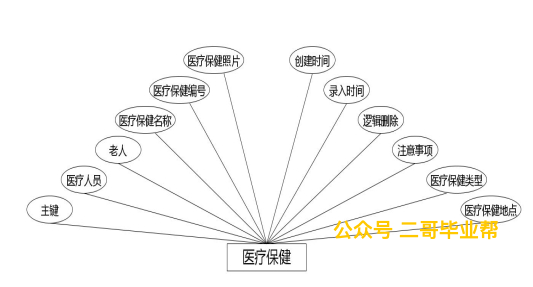 医疗保健照片
创建时间
医疗保健编号
录入时间
医疗保健名称
逻辑删除
老人
注意事项
医疗人员
医疗保健类型
主键
医疗保健地点
公众号 二哥毕业帮
医疗保健